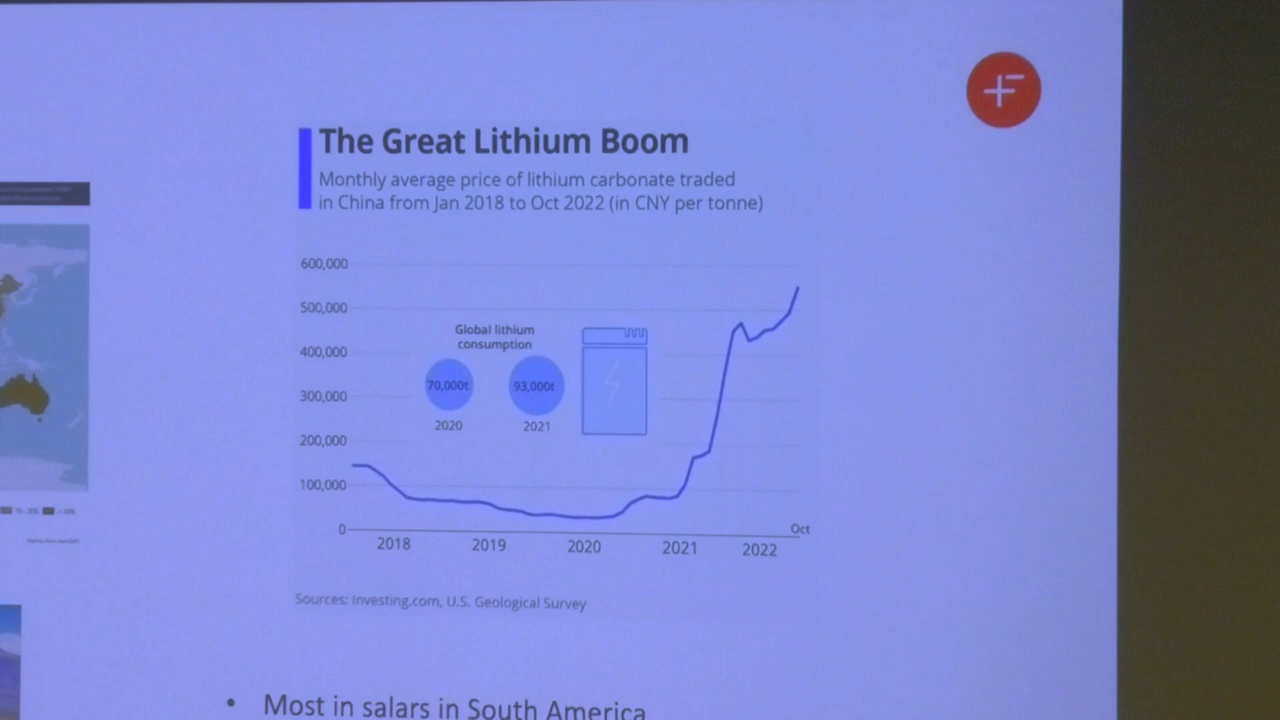 The Great Lithium Boom
Monthly average price of lithium carbonate traded
in China from Jan 2018 to Oct 2022 (in CNY per tonne)
600,000
500,000
400,000
300,000
200,000
100,000
0
Global lithium
consumption
70,000t
93,000t
2020
2021
Oct
2018
2019
2020
2021
2022
Sources: Investing.com, U.S. Geological Survey
• Most in salars in South America